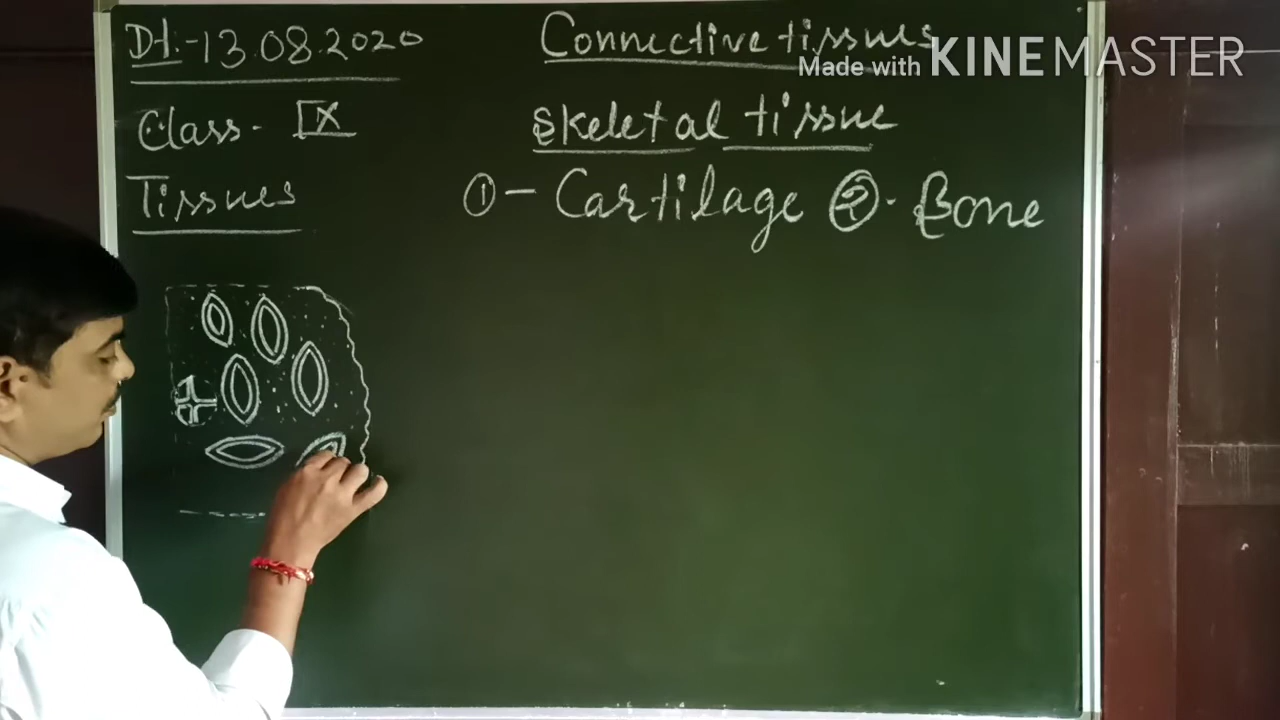 Dt.-13.08.2020
Connective tissues
Made with KINEMASTER
Class- IX
Skeletal tissue
Tissues
①- Cartilage ②. Bone